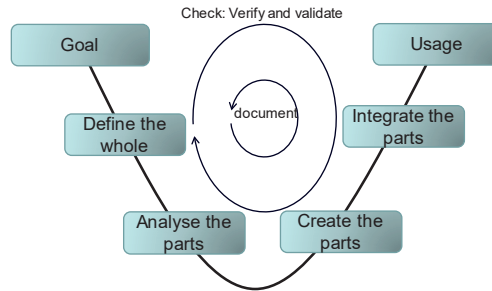 Check: Verify and validate
Goal
Usage
document
Define the
whole
Integrate the
parts
Analyse the
parts
Create the
parts